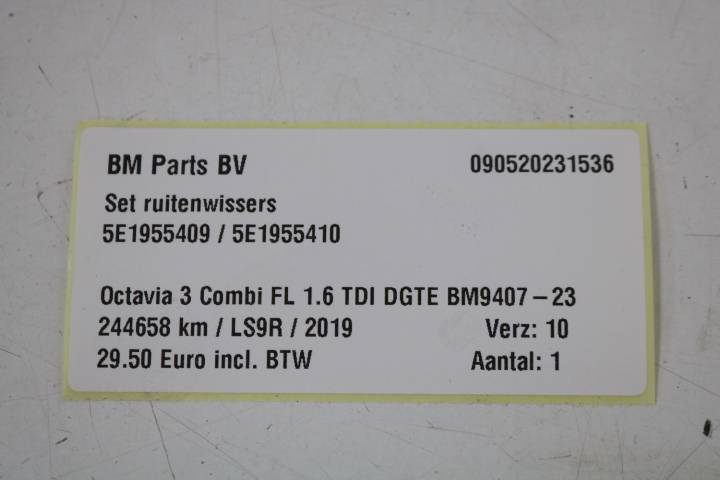 BM Parts BV 090520231536
Set ruitenwissers
5E1955409 / 5E1955410
Octavia 3 Combi FL 1.6 TDI DGTE BM9407-23
244658 km / LS9R / 2019 Verz: 10
29.50 Euro incl. BTW Aantal: 1